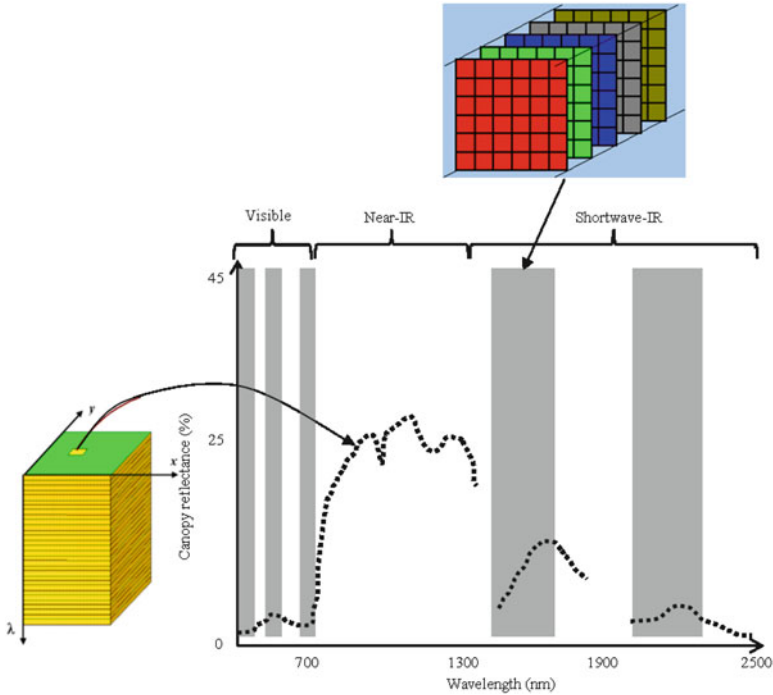 Visible
Near-IR
Shortwave-IR
45
25
0
Canopy reflectance (%)
y
x
λ
700
1300
1900
2500
Wavelength (nm)